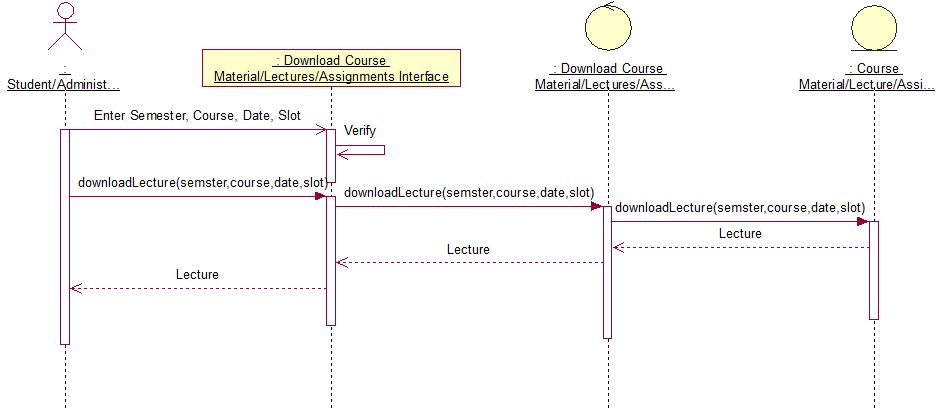 :
Student/Administ...
: Download Course
Material/Lectures/Assignments Interface
: Download Course
Material/Lectures/Ass...
: Course
Material/Lecture/Assi...
Enter Semester, Course, Date, Slot
Verify
downloadLecture(semster,course,date,slot)
downloadLecture(semster,course,date,slot)
downloadLecture(semster,course,date,slot)
Lecture
Lecture
Lecture